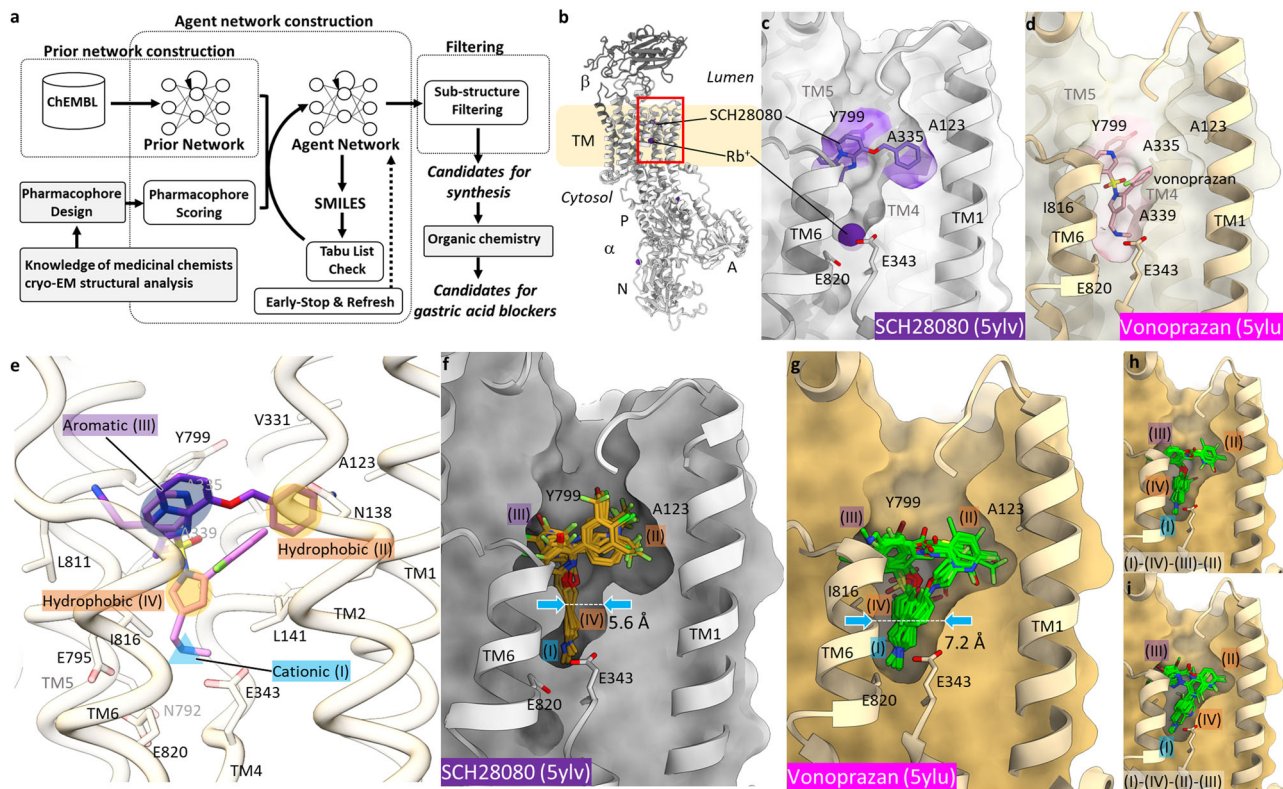 a
Agent network construction
Prior network construction
ChEMBL
Prior Network
Agent Network
Filtering
Sub-structure
Filtering
Candidates for
synthesis
Organic chemistry
Candidates for
gastric acid blockers
Pharmacophore
Design
Pharmacophore
Scoring
SMILES
Tabu List
Check
Early-Stop & Refresh
Knowledge of medicinal chemists
cryo-EM structural analysis
b
β
Lumen
TM
SCH28080
Rb+
Cytosol
P
α
A
N
c
TM5
Y799
A123
A335
TM4
TM1
TM6
E343
E820
SCH28080 (5ylv)
d
TM5
Y799
A123
A335
vonoprazan
TM4
I816
A339
TM6
TM1
E343
E820
Vonoprazan (5ylu
e
Aromatic (III)
V331
Y799
A335
A123
A339
N138
L811
Hydrophobic (II)
Hydrophobic (IV)
TM1
TM2
I816
L141
E795
Cationic (I)
TM5
E343
TM6
N792
E820
TM4
f
Y799
A123
(III)
(II)
(IV)
5.6 Å
(I)
TM1
TM6
E343
E820
SCH28080 (5ylv)
g
Y799
A123
(III)
(II)
I816
(IV)
(I)
7.2 Å
TM1
TM6
E343
E820
Vonoprazan (5ylu)
h
(III)
(II)
(IV)
(I)
(I)-(IV)-(III)-(II)
i
(III)
(II)
(IV)
(I)
(I)-(IV)-(II)-(III)